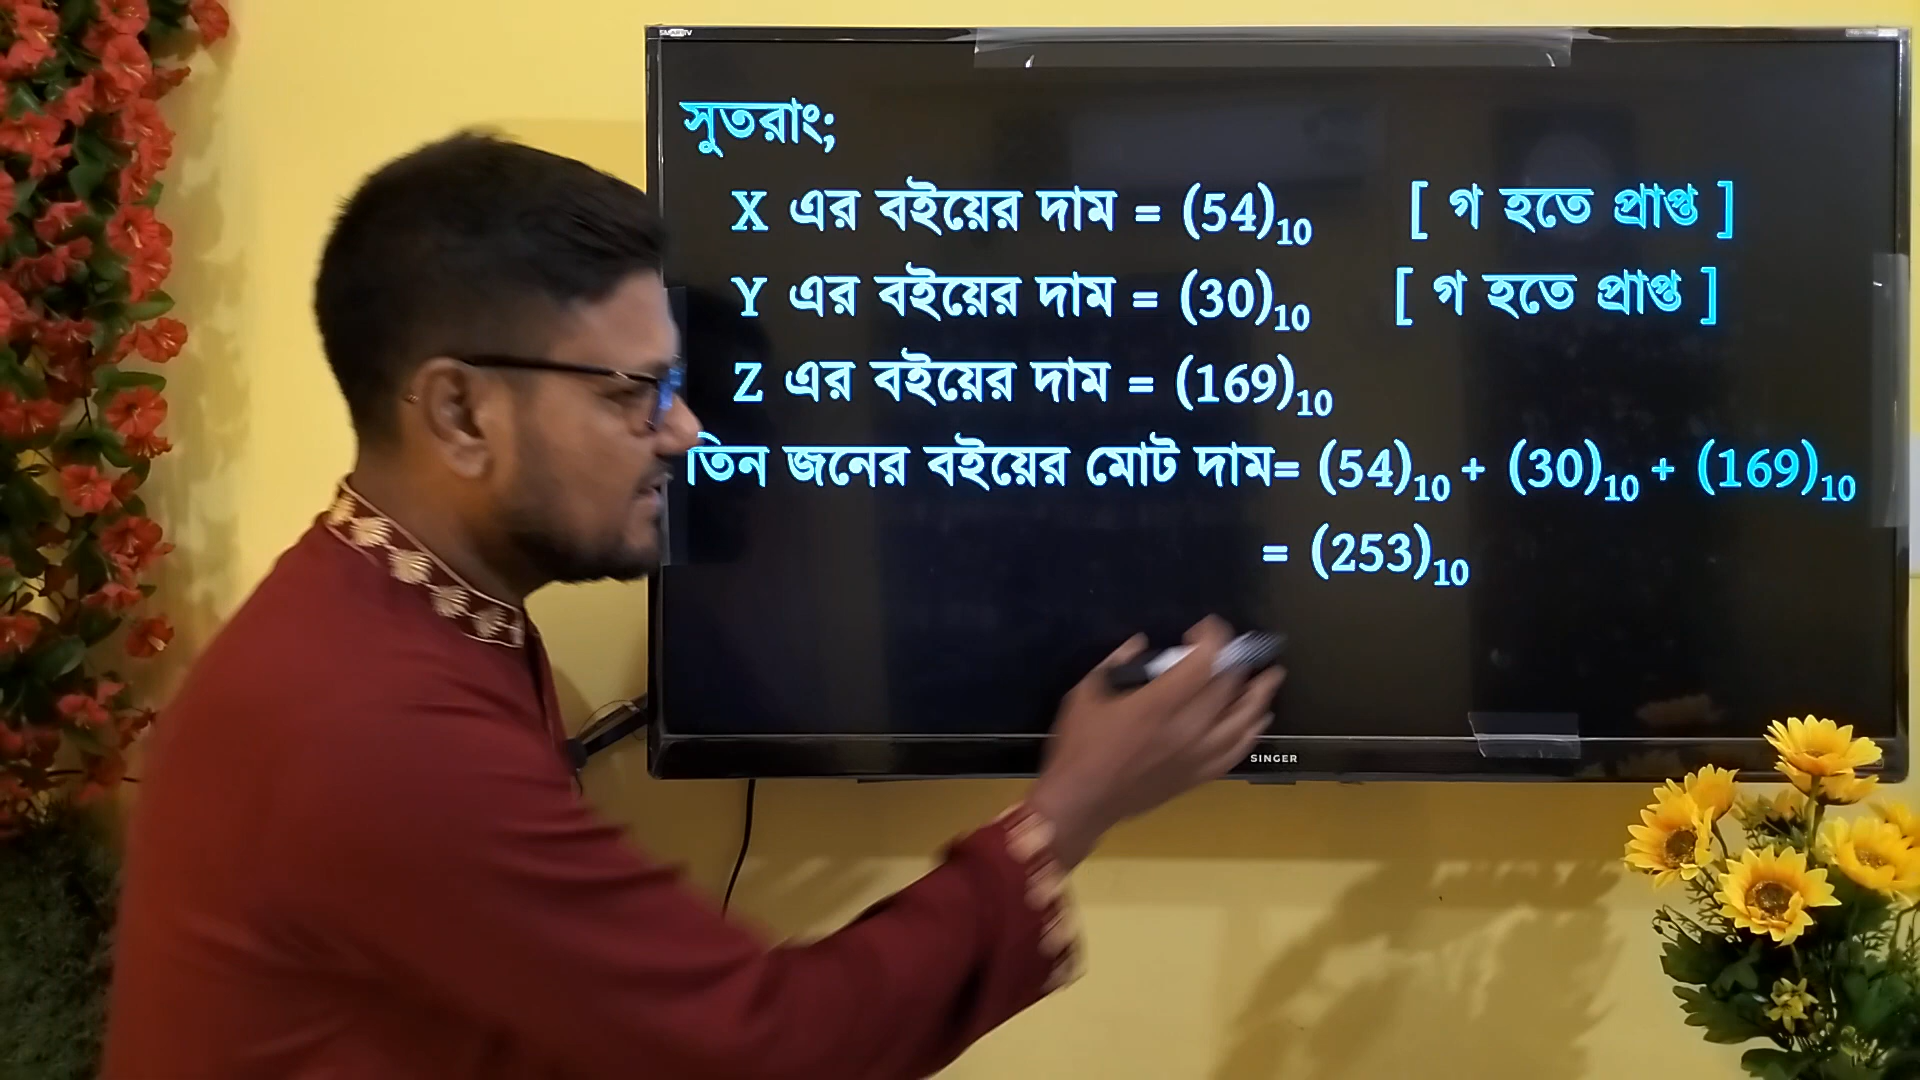 সুতরাং;
X এর বইয়ের দাম = (54)₁₀ [ গ হতে প্রাপ্ত ]
Y এর বইয়ের দাম = (30)₁₀ [ গ হতে প্রাপ্ত ]
Z এর বইয়ের দাম = (169)₁₀
তিন জনের বইয়ের মোট দাম= (54)₁₀ + (30)₁₀ + (169)₁₀
= (253)₁₀
SINGER